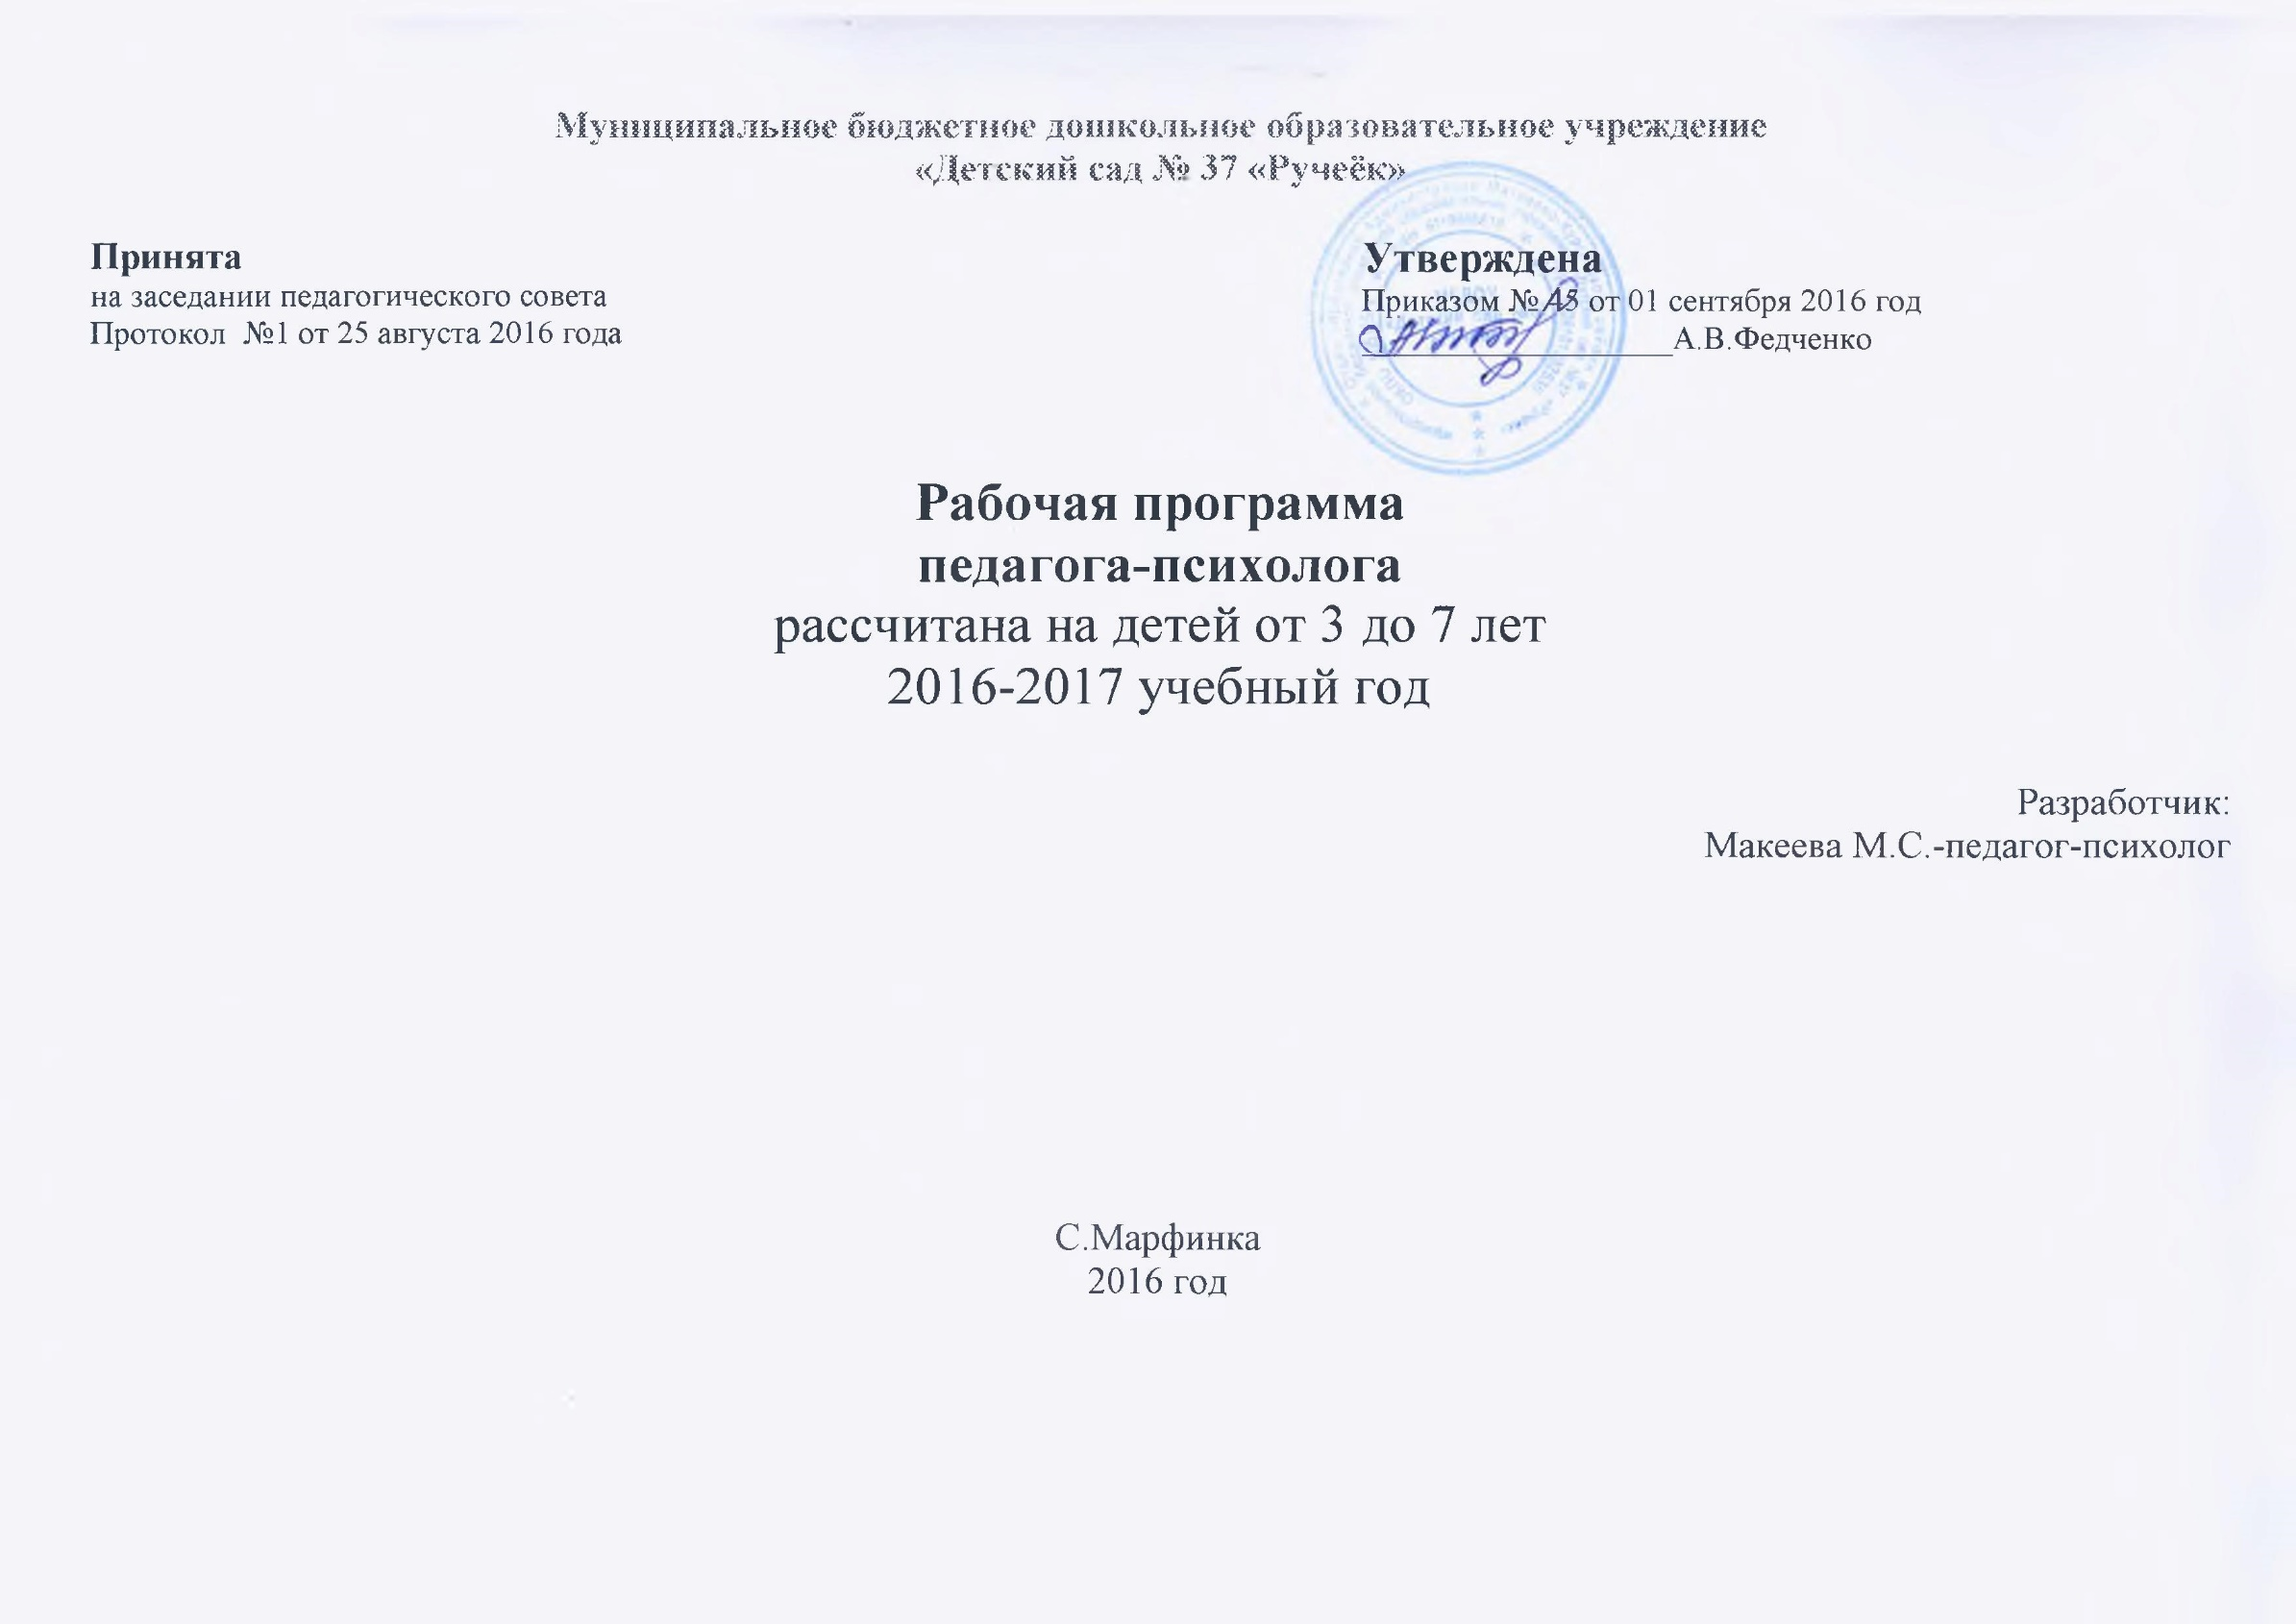 Муниципальное бюджетное дошкольное образовательное учреждение
«Детский сад № 37 «Ручеёк»
Принята
на заседании педагогического совета
Протокол №1 от 25 августа 2016 года
Утверждена
Приказом № от 01 сентября 2016 год
А.В.Федченко
Рабочая программа
педагога-психолога
рассчитана на детей от 3 до 7 лет
2016-2017 учебный год
Разработчик:
Макеева М.С.-педагог-психолог
С.Марфинка
2016 год